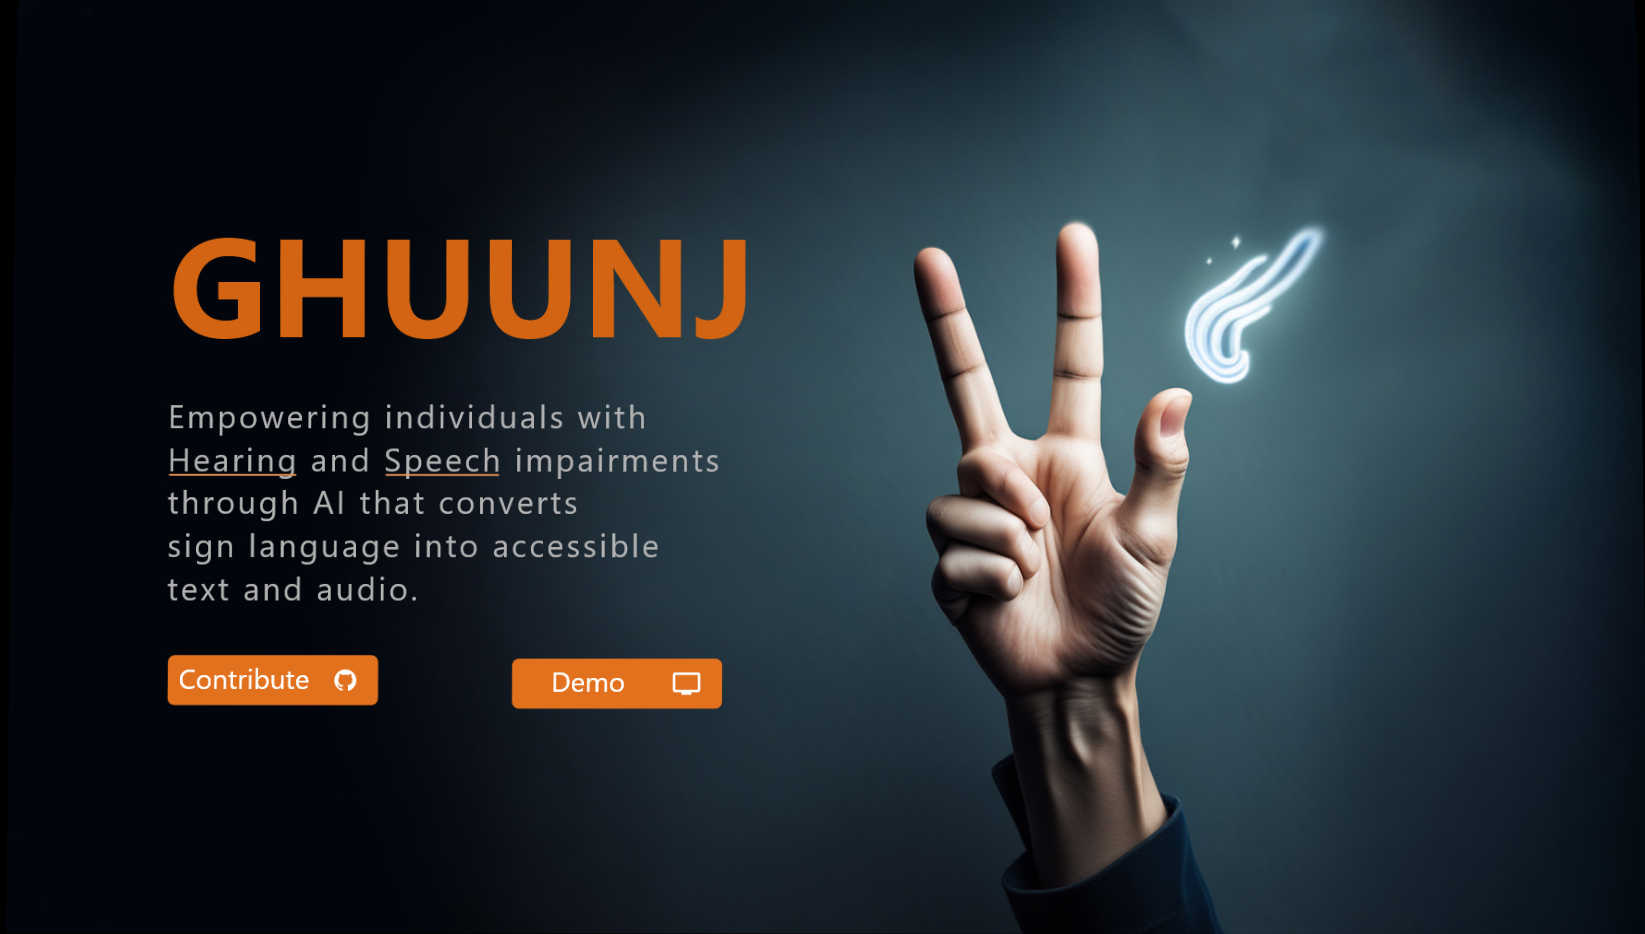 GHUUNJ
Empowering individuals with
Hearing and Speech impairments
through AI that converts
sign language into accessible
text and audio.
Contribute
Demo